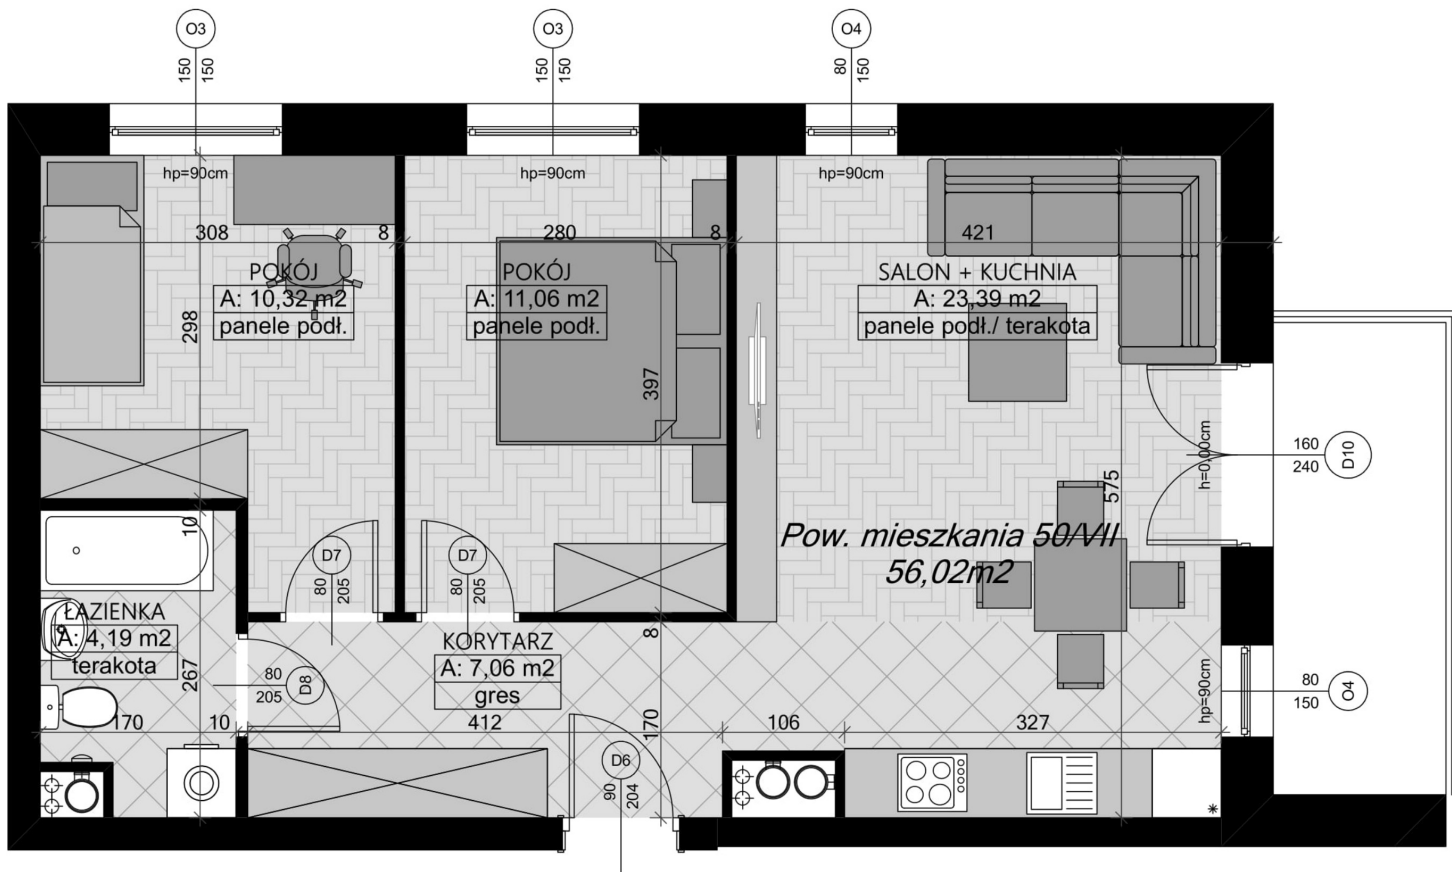 O3
O3
O4
150
150
150
150
80
150
hp=90cm
hp=90cm
hp=90cm
308
8
280
8
421
POKÓJ
A: 10,32 m2
panele podł.
POKÓJ
A: 11,06 m2
panele podł.
SALON + KUCHNIA
A: 23,39 m2
panele podł./ terakota
298
397
575
h=0,00cm
160
240
D10
Pow. mieszkania 50/VII
56,02m2
10
D7
80
205
D7
80
205
ŁAZIENKA
A: 4,19 m2
terakota
267
KORYTARZ
A: 7,06 m2
gres
8
80
205
D8
hp=90cm
80
150
O4
170
10
412
170
106
327
D6
90
204
*